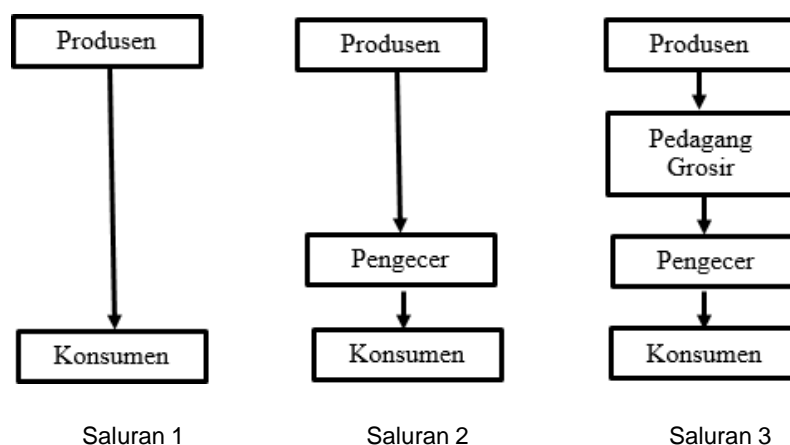 Produsen
Konsumen
Saluran 1
Produsen
Pengecer
Konsumen
Saluran 2
Produsen
Pedagang
Grosir
Pengecer
Konsumen
Saluran 3